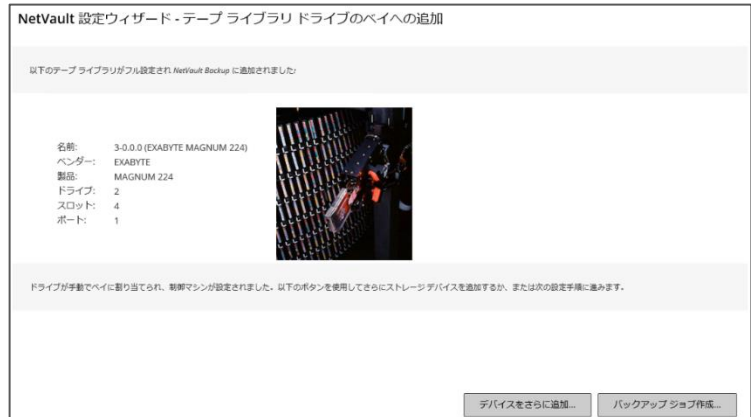 NetVault 設定ウィザード - テープ ライブラリ ドライブのベイへの追加
以下のテープ ライブラリがフル設定され NetVault Backup に追加されました:
名前: 3-0.0.0 (EXABYTE MAGNUM 224)
ベンダー: EXABYTE
製品: MAGNUM 224
ドライブ: 2
スロット: 4
ポート: 1
ドライブが手動でベイに割り当てられ、制御マシンが設定されました。以下のボタンを使用してさらにストレージ デバイスを追加するか、または次の設定手順に進みます。
デバイスをさらに追加... バックアップ ジョブ作成...